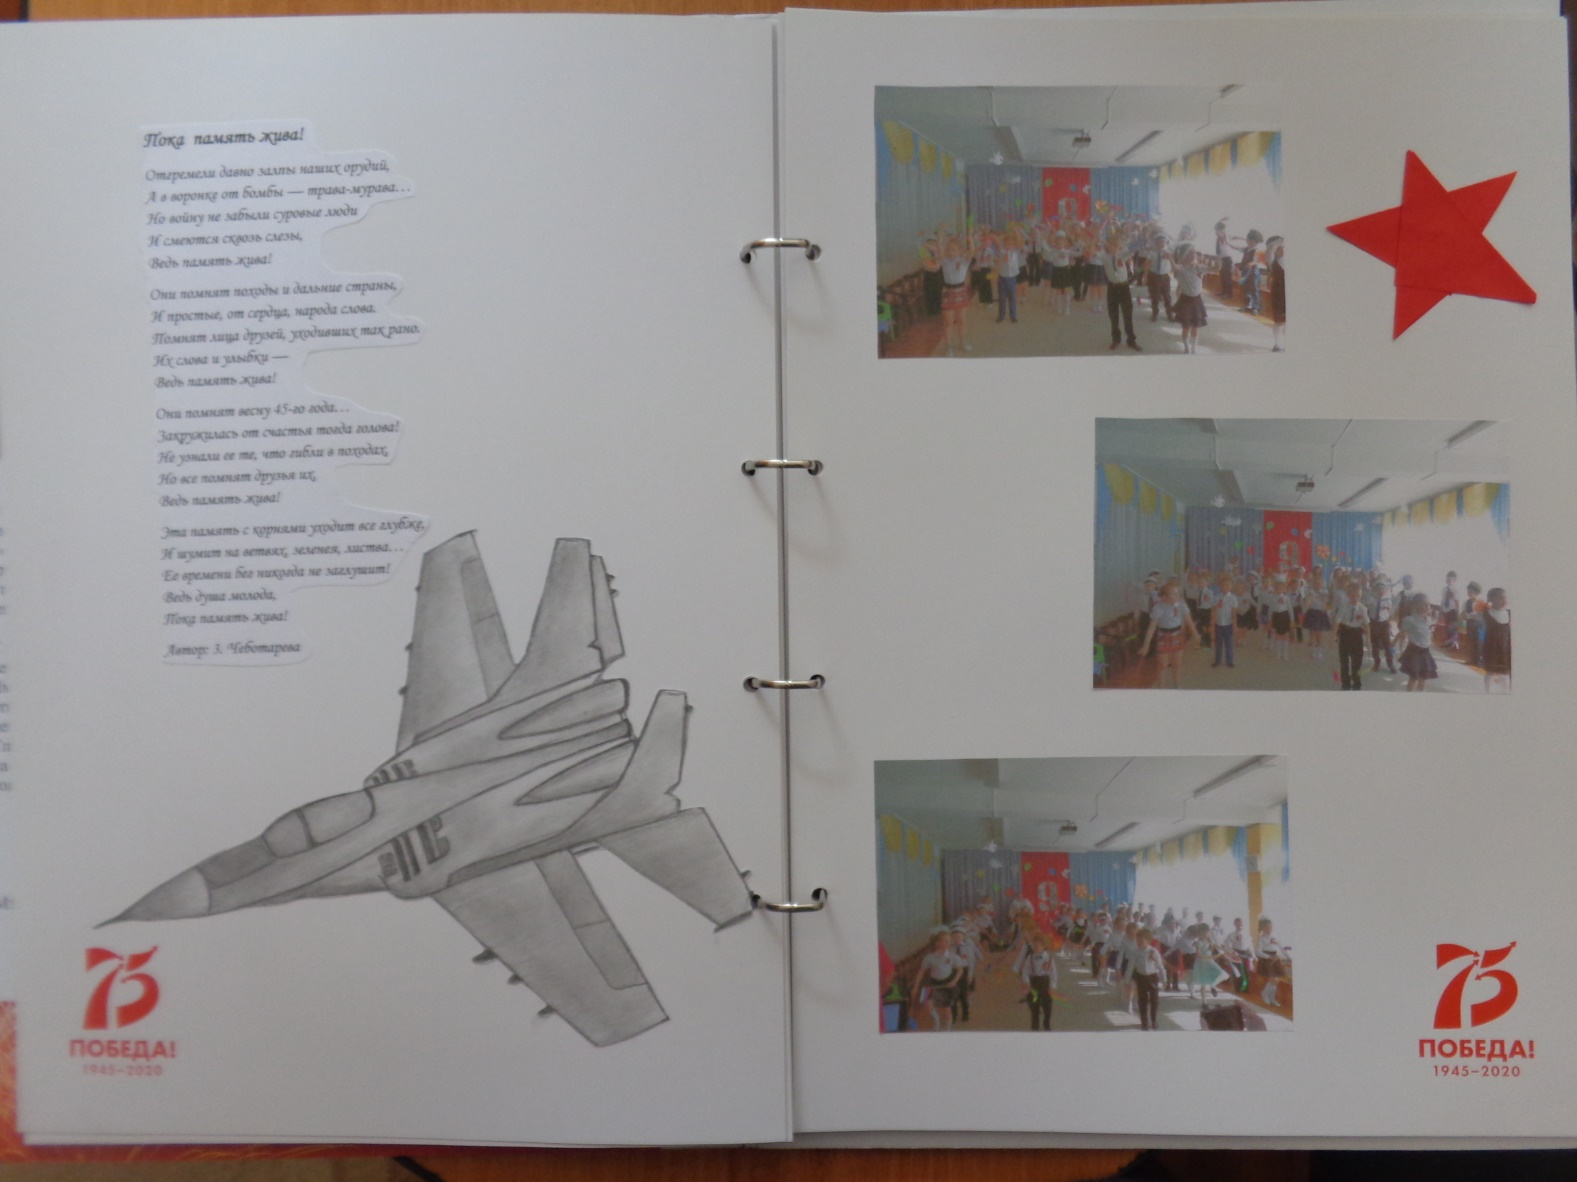 Пока память жива!
Отгремели давно залпы наших орудий,
А в воронке от бомбы — трава-мурава…
Но войну не забыли суровые люди
И смеются сквозь слезы,
Ведь память жива!
Они помнят походы и дальние страны,
И простые, от сердца, народа слова.
Помнят лица друзей, уходивших так рано.
Их слова и улыбки —
Ведь память жива!
Они помнят весну 45-го года…
Закружилась от счастья тогда голова!
Не узнали ее те, что гибли в походах,
Но все помнят друзья их,
Ведь память жива!
Эта память с корнями уходит все глубже,
И шумит на ветвях, зеленея, листва…
Ее времени бег никогда не заглушит!
Ведь душа молода,
Пока память жива!
Автор: З. Чеботарева
75
ПОБЕДА!
1945–2020
75
ПОБЕДА!
1945–2020